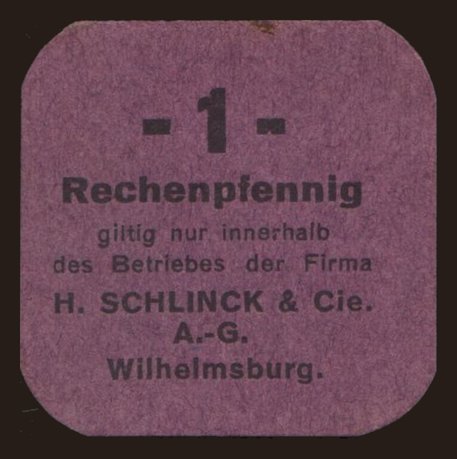 - 1 -
Rechenpfennig
giltig nur innerhalb
des Betriebes der Firma
H. SCHLINCK & Cie.
A.-G.
Wilhelmsburg.